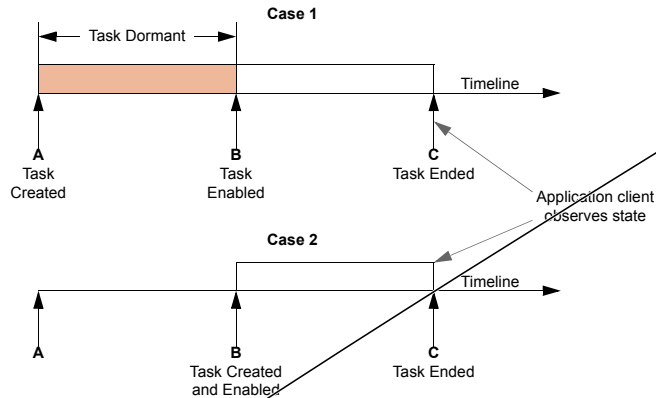 Case 1
Task Dormant
Timeline
A
Task
Created
B
Task
Enabled
C
Task Ended
Application client
observes state
Case 2
Timeline
A
B
Task Created
and Enabled
C
Task Ended